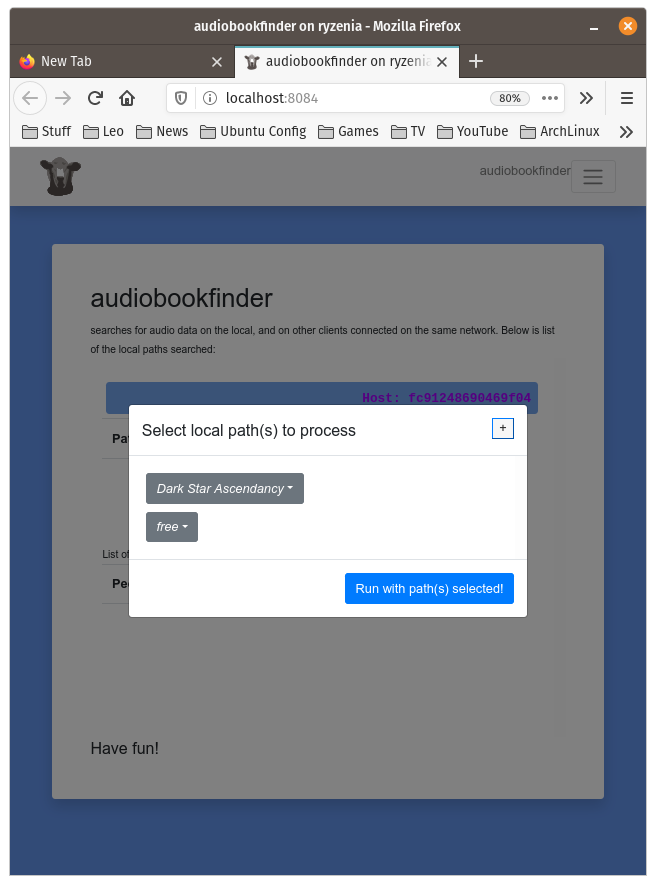 audiobookfinder on ryzenia - Mozilla Firefox
New Tab
audiobookfinder on ryzenia
localhost:8084
80%
Stuff Leo News Ubuntu Config Games TV YouTube ArchLinux
audiobookfinder
audiobookfinder
searches for audio data on the local, and on other clients connected on the same network. Below is list
of the local paths searched:
Host: fc91248690469f04
Select local path(s) to process
+
Dark Star Ascendancy
free
List of
Run with path(s) selected!
Have fun!